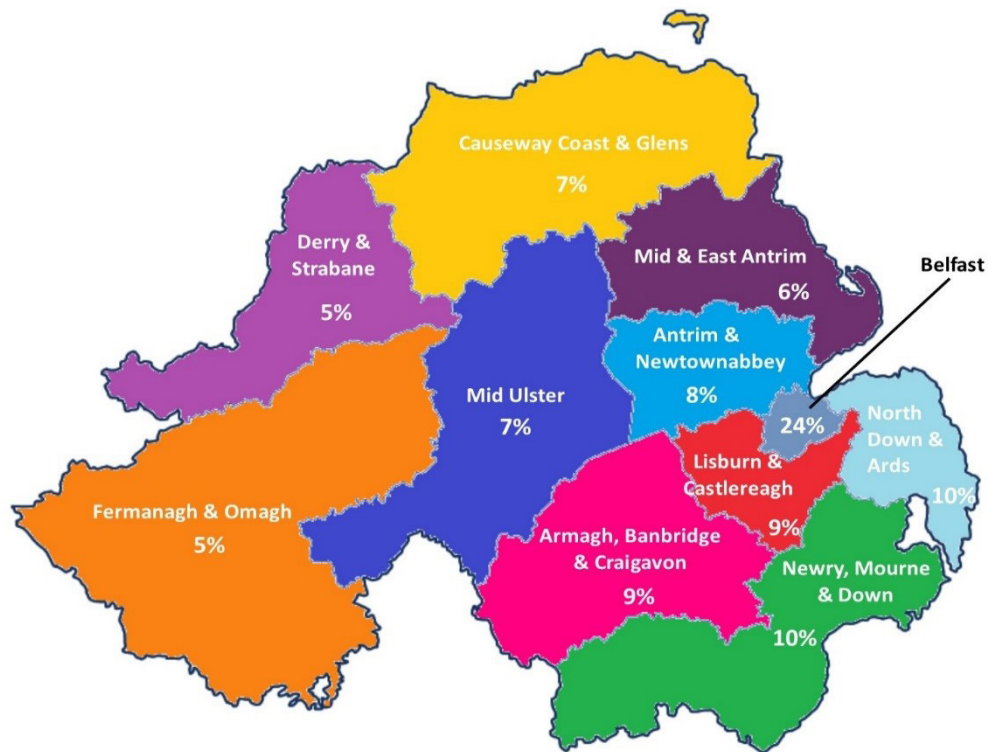 Causeway Coast & Glens
7%
Derry &
Strabane
5%
Mid & East Antrim
6%
Belfast
24%
Antrim &
Newtownabbey
8%
Mid Ulster
7%
North
Down &
Ards
10%
Lisburn &
Castlereagh
9%
Fermanagh & Omagh
5%
Armagh, Banbridge
& Craigavon
9%
Newry, Mourne
& Down
10%